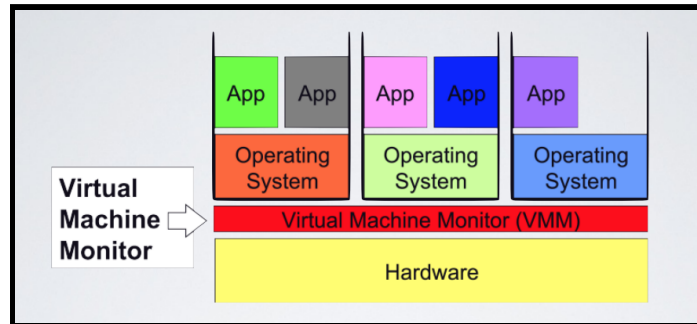 App App App App App
Operating System Operating System Operating System
Virtual Machine Monitor
Virtual Machine Monitor (VMM)
Hardware